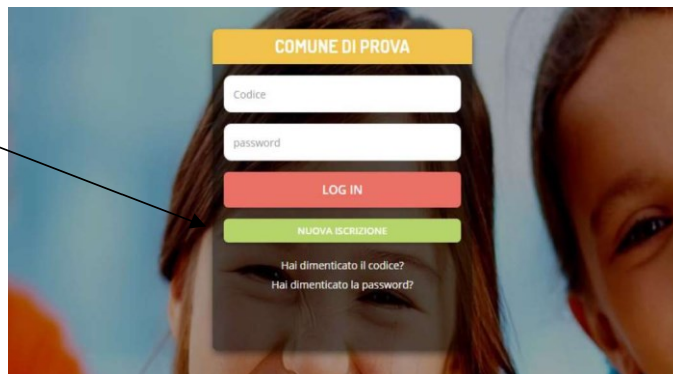 COMUNE DI PROVA
Codice
password
LOG IN
NUOVA ISCRIZIONE
Hai dimenticato il codice?
Hai dimenticato la password?